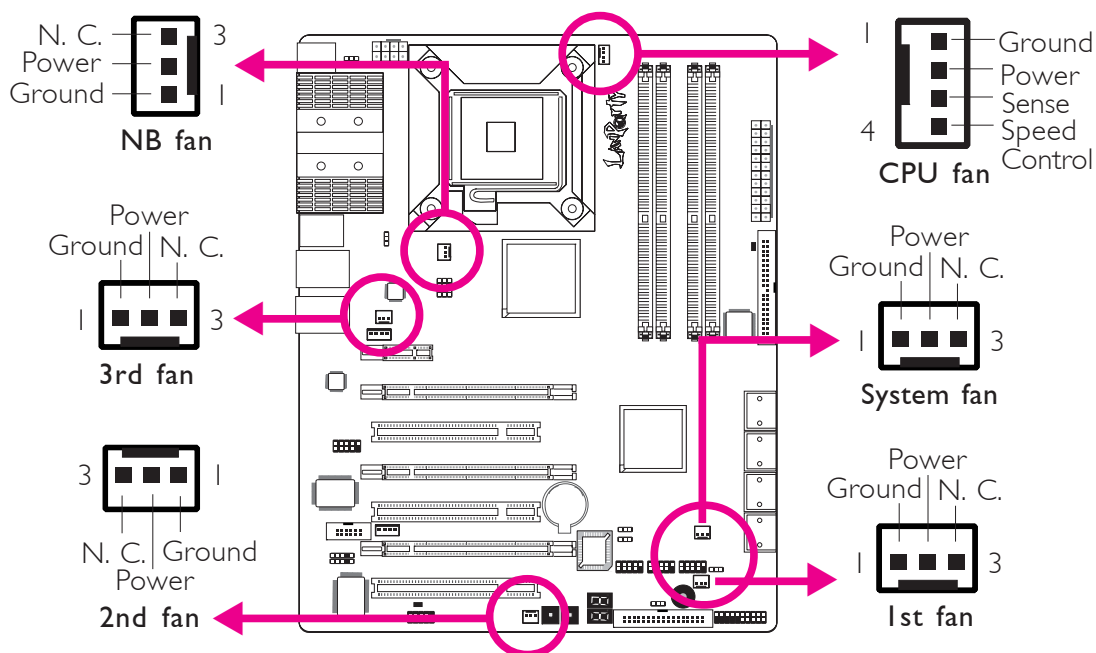 N. C.
Power
Ground
3
1
NB fan
1
4
Ground
Power
Sense
Speed
Control
CPU fan
LanParty
Power
Ground
N. C.
1
3
3rd fan
Power
Ground
N. C.
1
3
System fan
3
1
N. C.
Ground
Power
2nd fan
Power
Ground
N. C.
1
3
1st fan